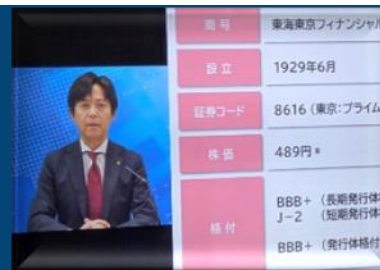 商号 東海東京フィナンシャル
設立 1929年6月
証券コード 8616（東京:プライム
株価 489円*
格付
BBB+（長期発行体
J-2（短期発行体
BBB+（発行体格付